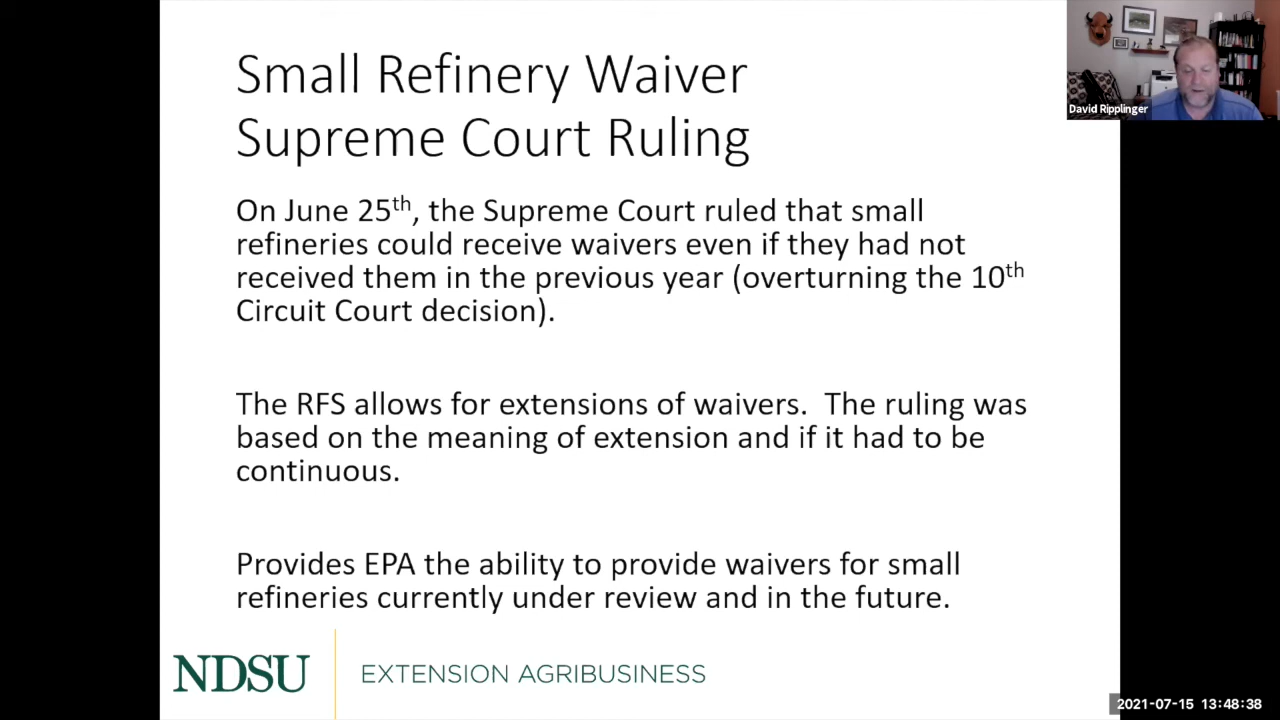 Small Refinery Waiver
Supreme Court Ruling
On June 25th, the Supreme Court ruled that small
refineries could receive waivers even if they had not
received them in the previous year (overturning the 10th
Circuit Court decision).
The RFS allows for extensions of waivers.  The ruling was
based on the meaning of extension and if it had to be
continuous.
Provides EPA the ability to provide waivers for small
refineries currently under review and in the future.
NDSU
EXTENSION AGRIBUSINESS
David Ripplinger
2021-07-15 13:48:38